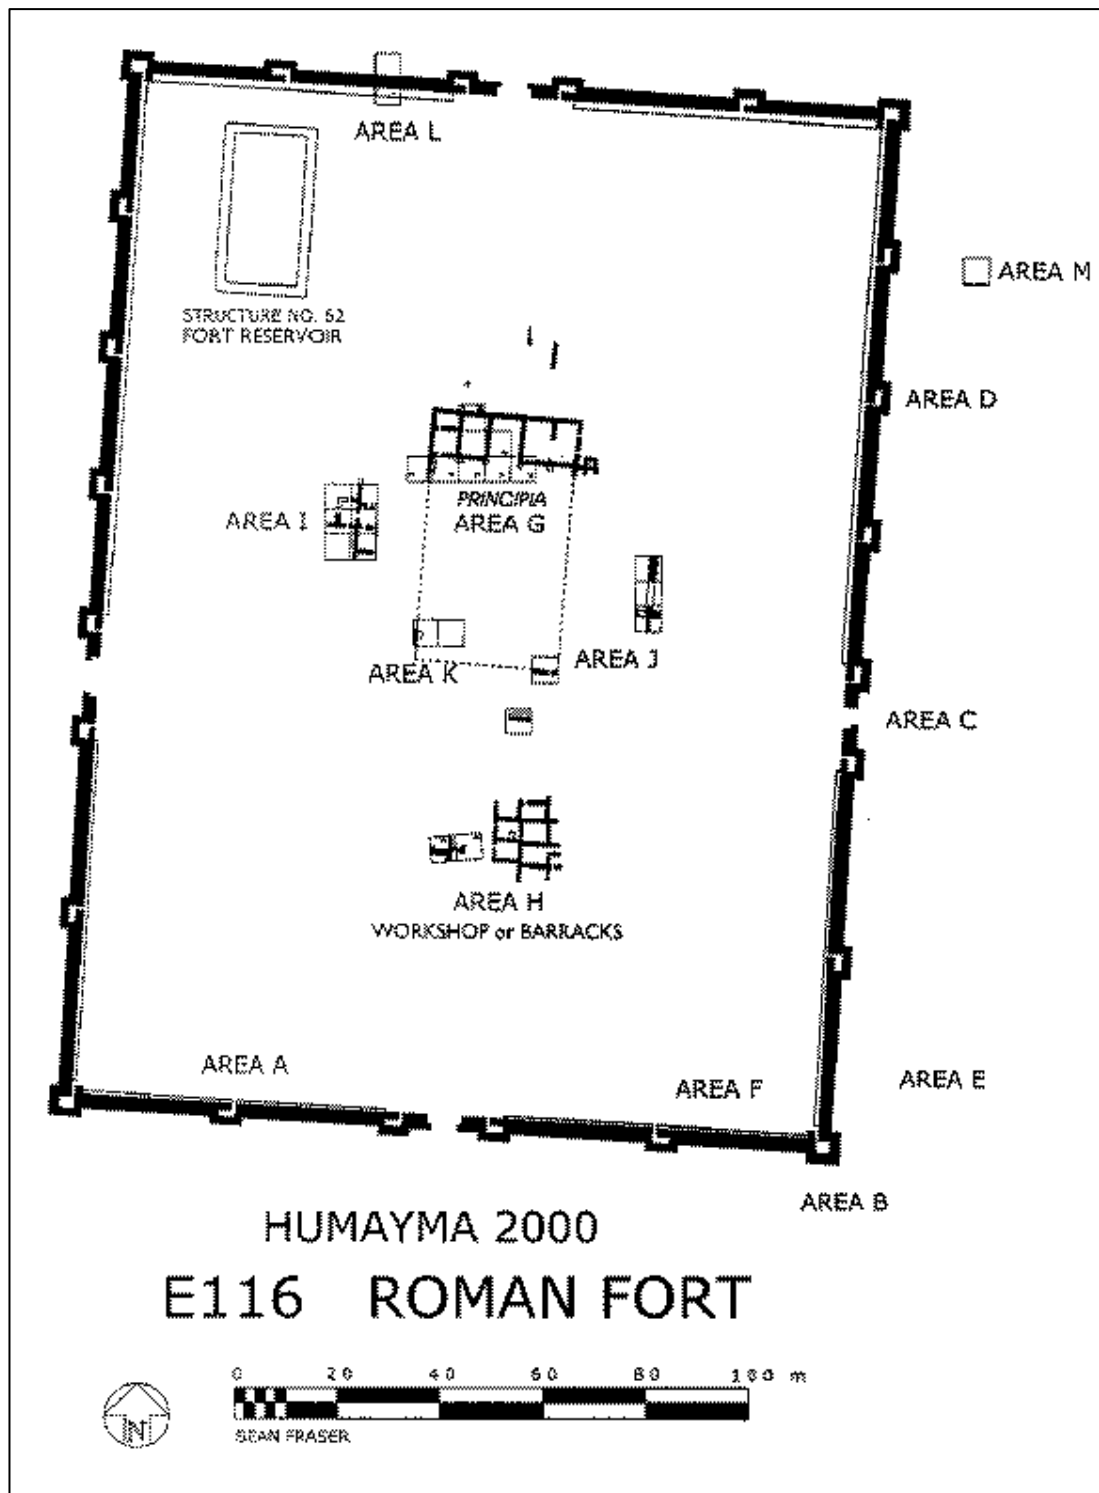 AREA L
AREA M
STRUCTURE NO. 62
FORT RESERVOIR
AREA D
PRINCIPIA
AREA G
AREA I
AREA J
AREA K
AREA C
AREA H
WORKSHOP or BARRACKS
AREA A
AREA F
AREA E
AREA B
HUMAYMA 2000
E116 ROMAN FORT
0 20 40 60 80 100 m
N
SEAN FRASER